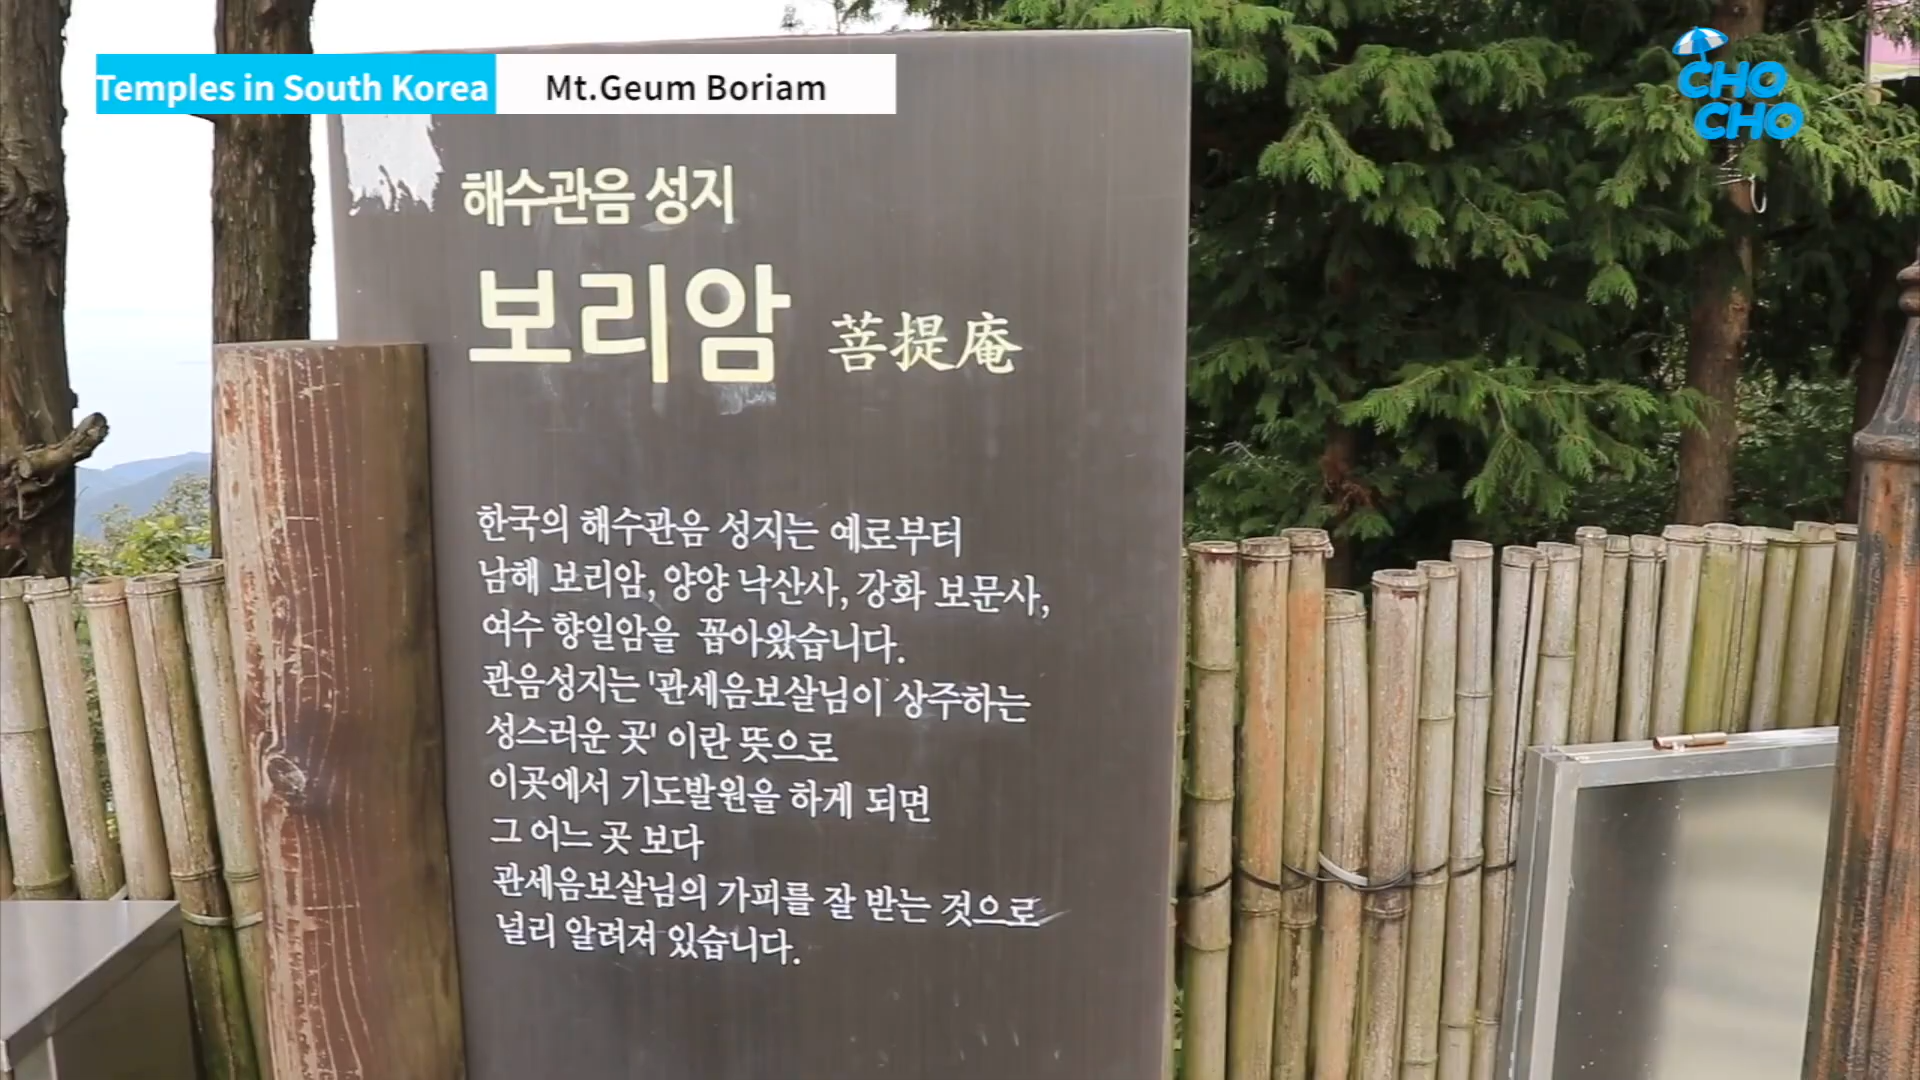 Temples in South Korea
Mt.Geum Boriam
CHO
CHO
해수관음 성지
보리암 菩提庵
한국의 해수관음 성지는 예로부터
남해 보리암, 양양 낙산사, 강화 보문사,
여수 향일암을 꼽아왔습니다.
관음성지는 '관세음보살님이 상주하는
성스러운 곳' 이란 뜻으로
이곳에서 기도발원을 하게 되면
그 어느 곳 보다
관세음보살님의 가피를 잘 받는 것으로
널리 알려져 있습니다.